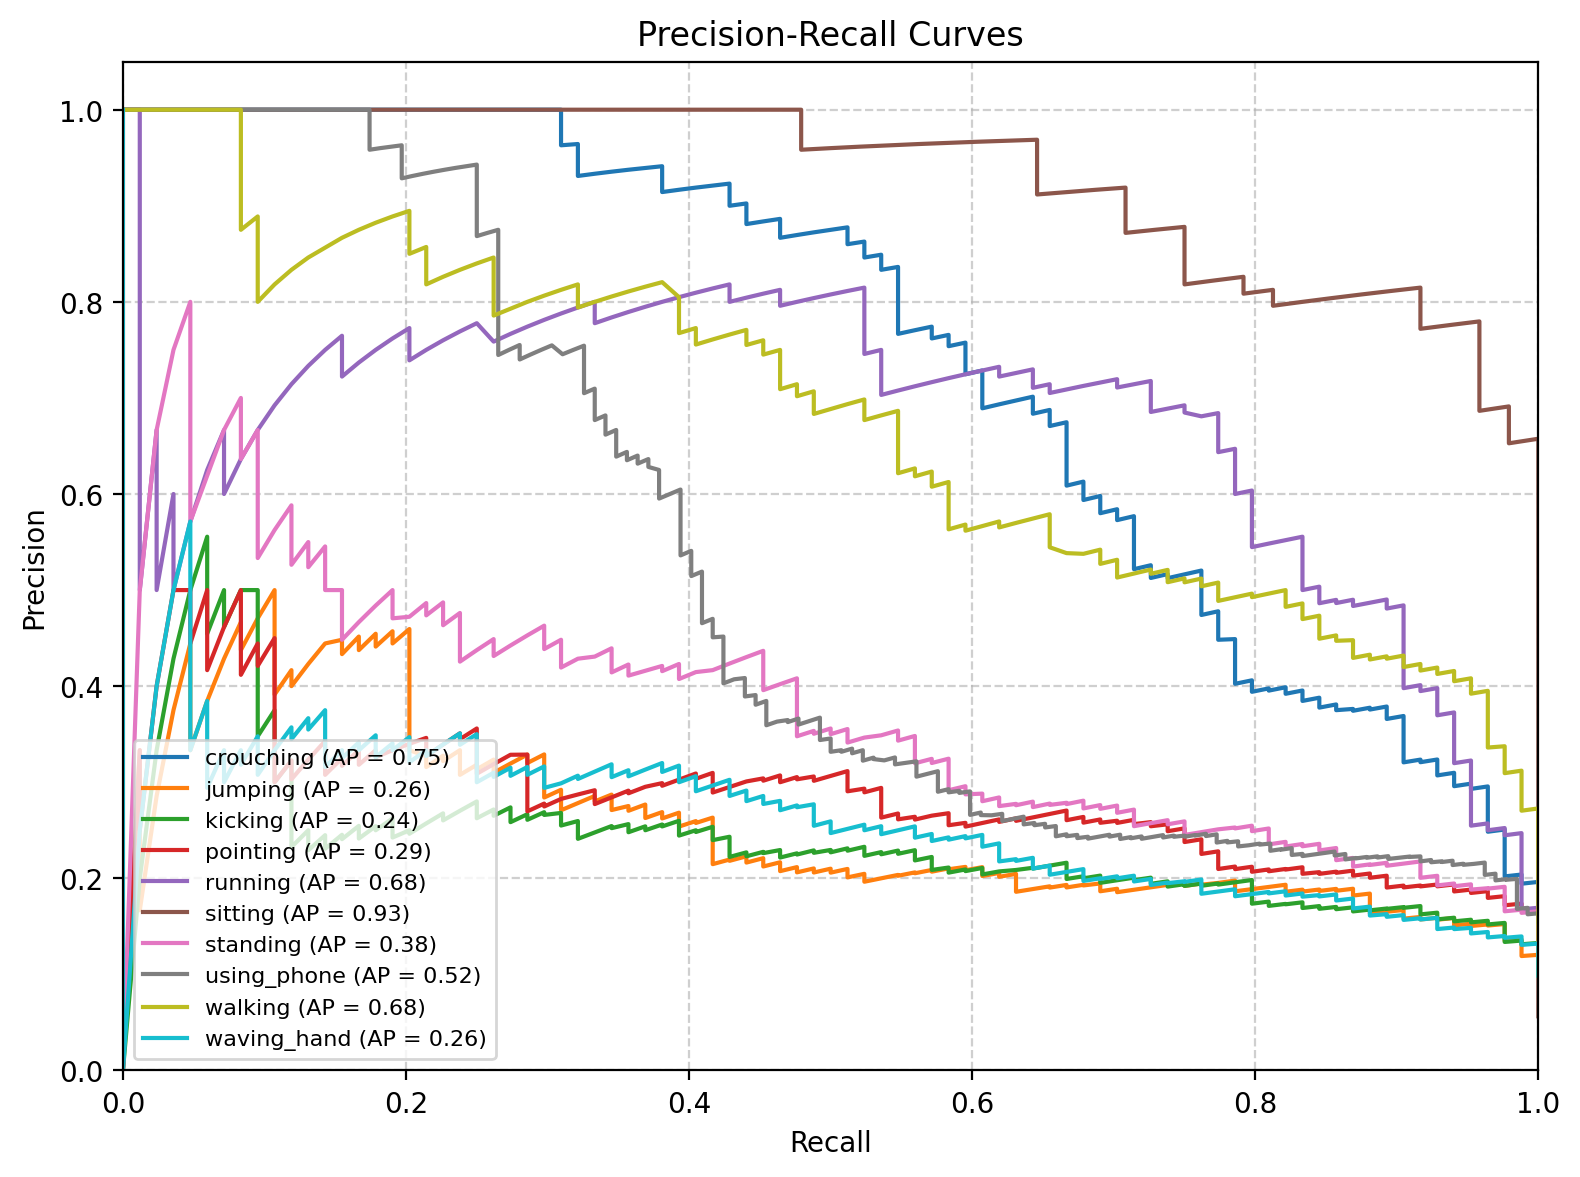 Precision-Recall Curves
1.0
0.8
0.6
0.4
0.2
0.0
Precision
crouching (AP = 0.75)
jumping (AP = 0.26)
kicking (AP = 0.24)
pointing (AP = 0.29)
running (AP = 0.68)
sitting (AP = 0.93)
standing (AP = 0.38)
using_phone (AP = 0.52)
walking (AP = 0.68)
waving_hand (AP = 0.26)
0.0 0.2 0.4 0.6 0.8 1.0
Recall